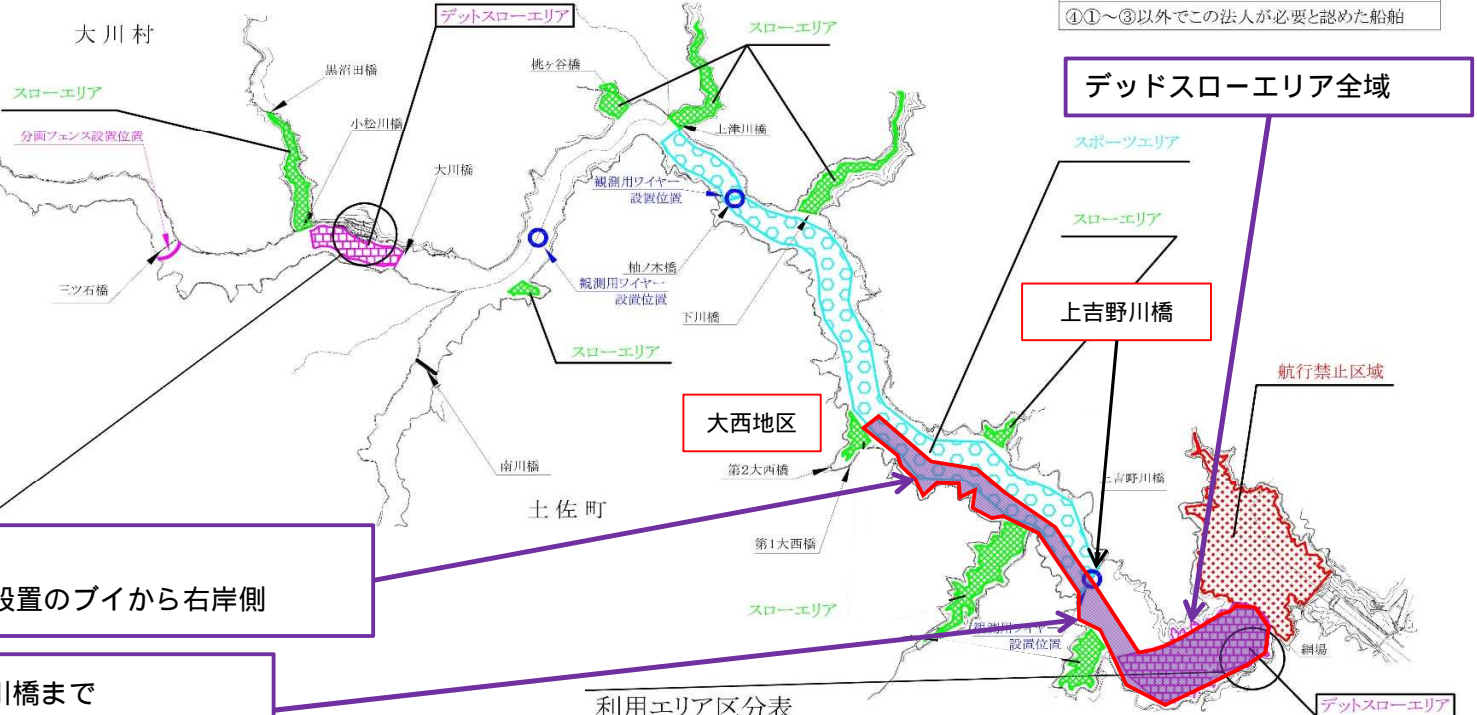 ④①～③以外でこの法人が必要と認めた船舶
デットスローエリア
大川村
スローエリア
桃ヶ谷橋
黒沼田橋
デッドスローエリア全域
スローエリア
小松川橋
上津川橋
分画フェンス設置位置
スポーツエリア
大川橋
観測用ワイヤー
設置位置
スローエリア
柚ノ木橋
三ツ石橋
観測用ワイヤー
設置位置
下川橋
上吉野川橋
スローエリア
航行禁止区域
大西地区
南川橋
第2大西橋
上吉野川橋
土佐町
第1大西橋
設置のブイから右岸側
スローエリア
観測用ワイヤー
設置位置
網場
川橋まで
利用エリア区分表
デットスローエリア